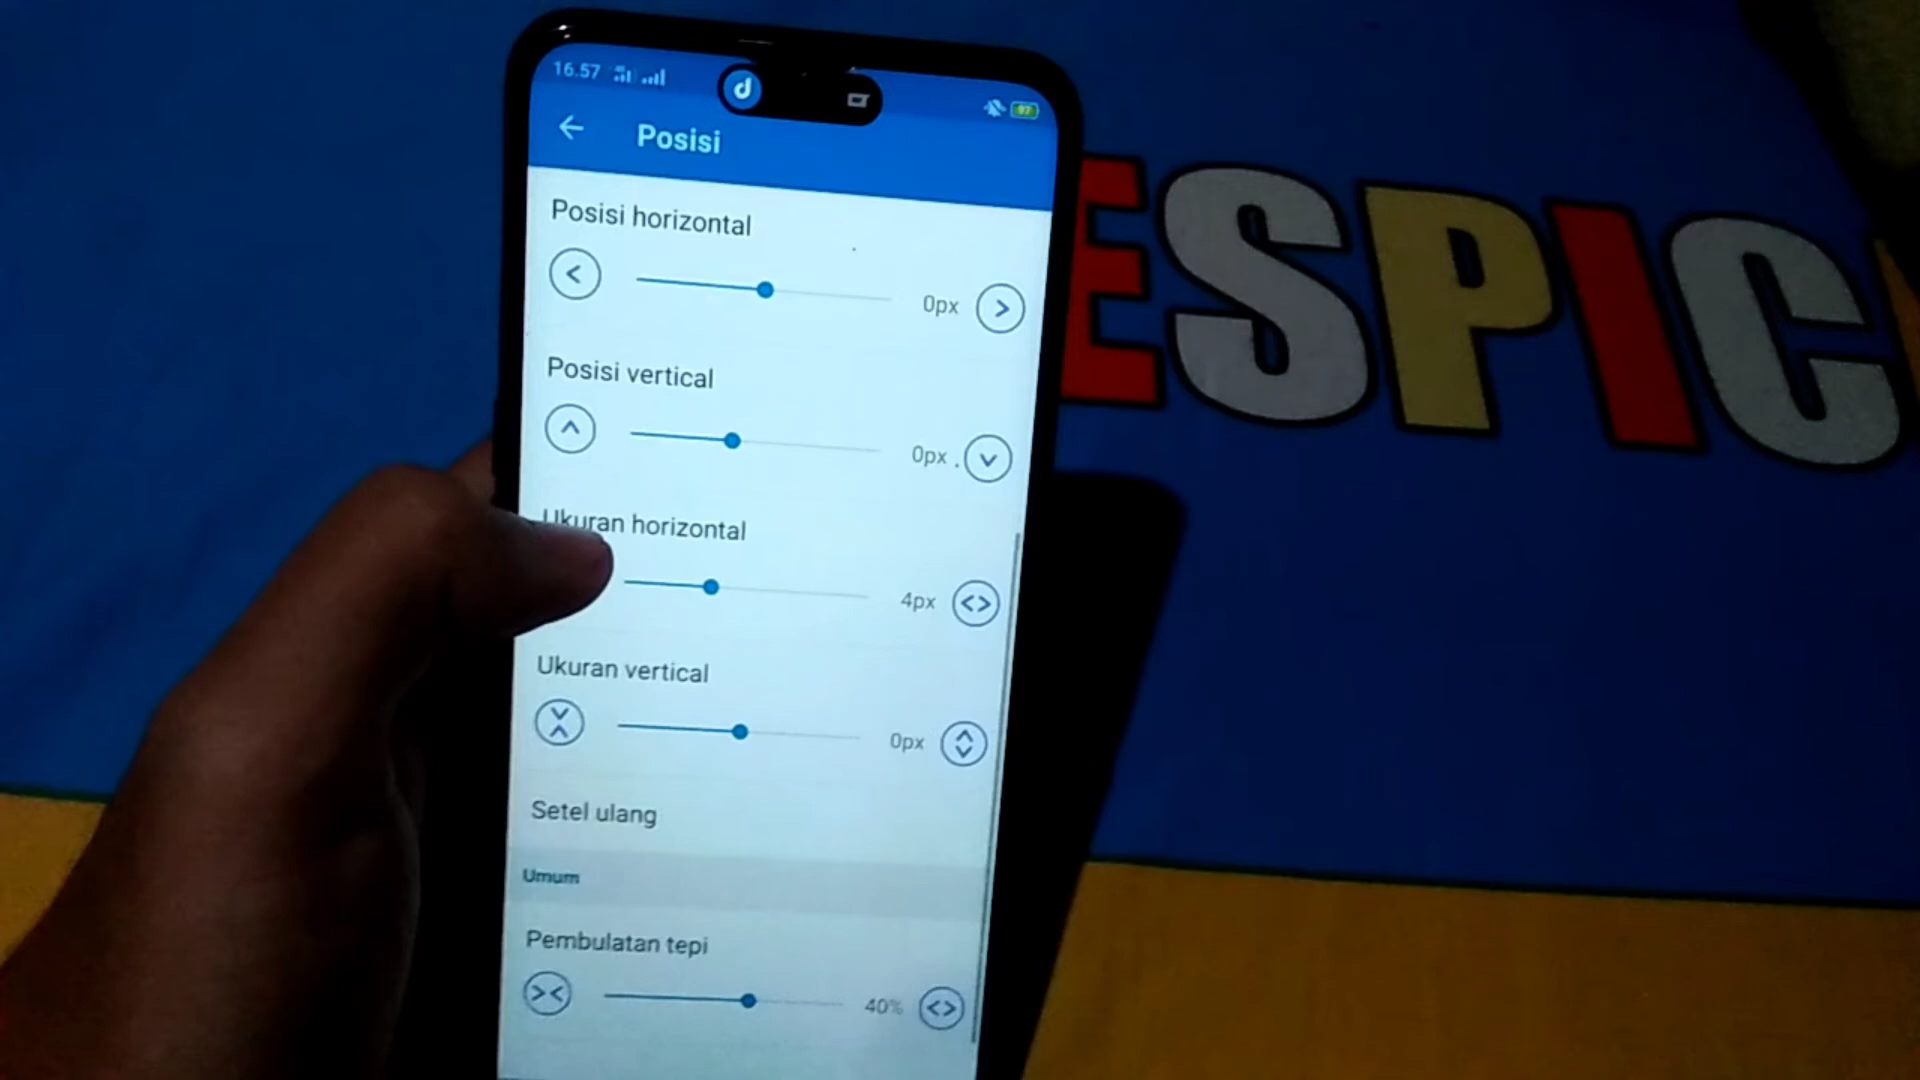 16.57
97
Posisi
Posisi horizontal
0px
Posisi vertical
0px
Ukuran horizontal
4px
Ukuran vertical
0px
Setel ulang
Umum
Pembulatan tepi
40%
ESPIC